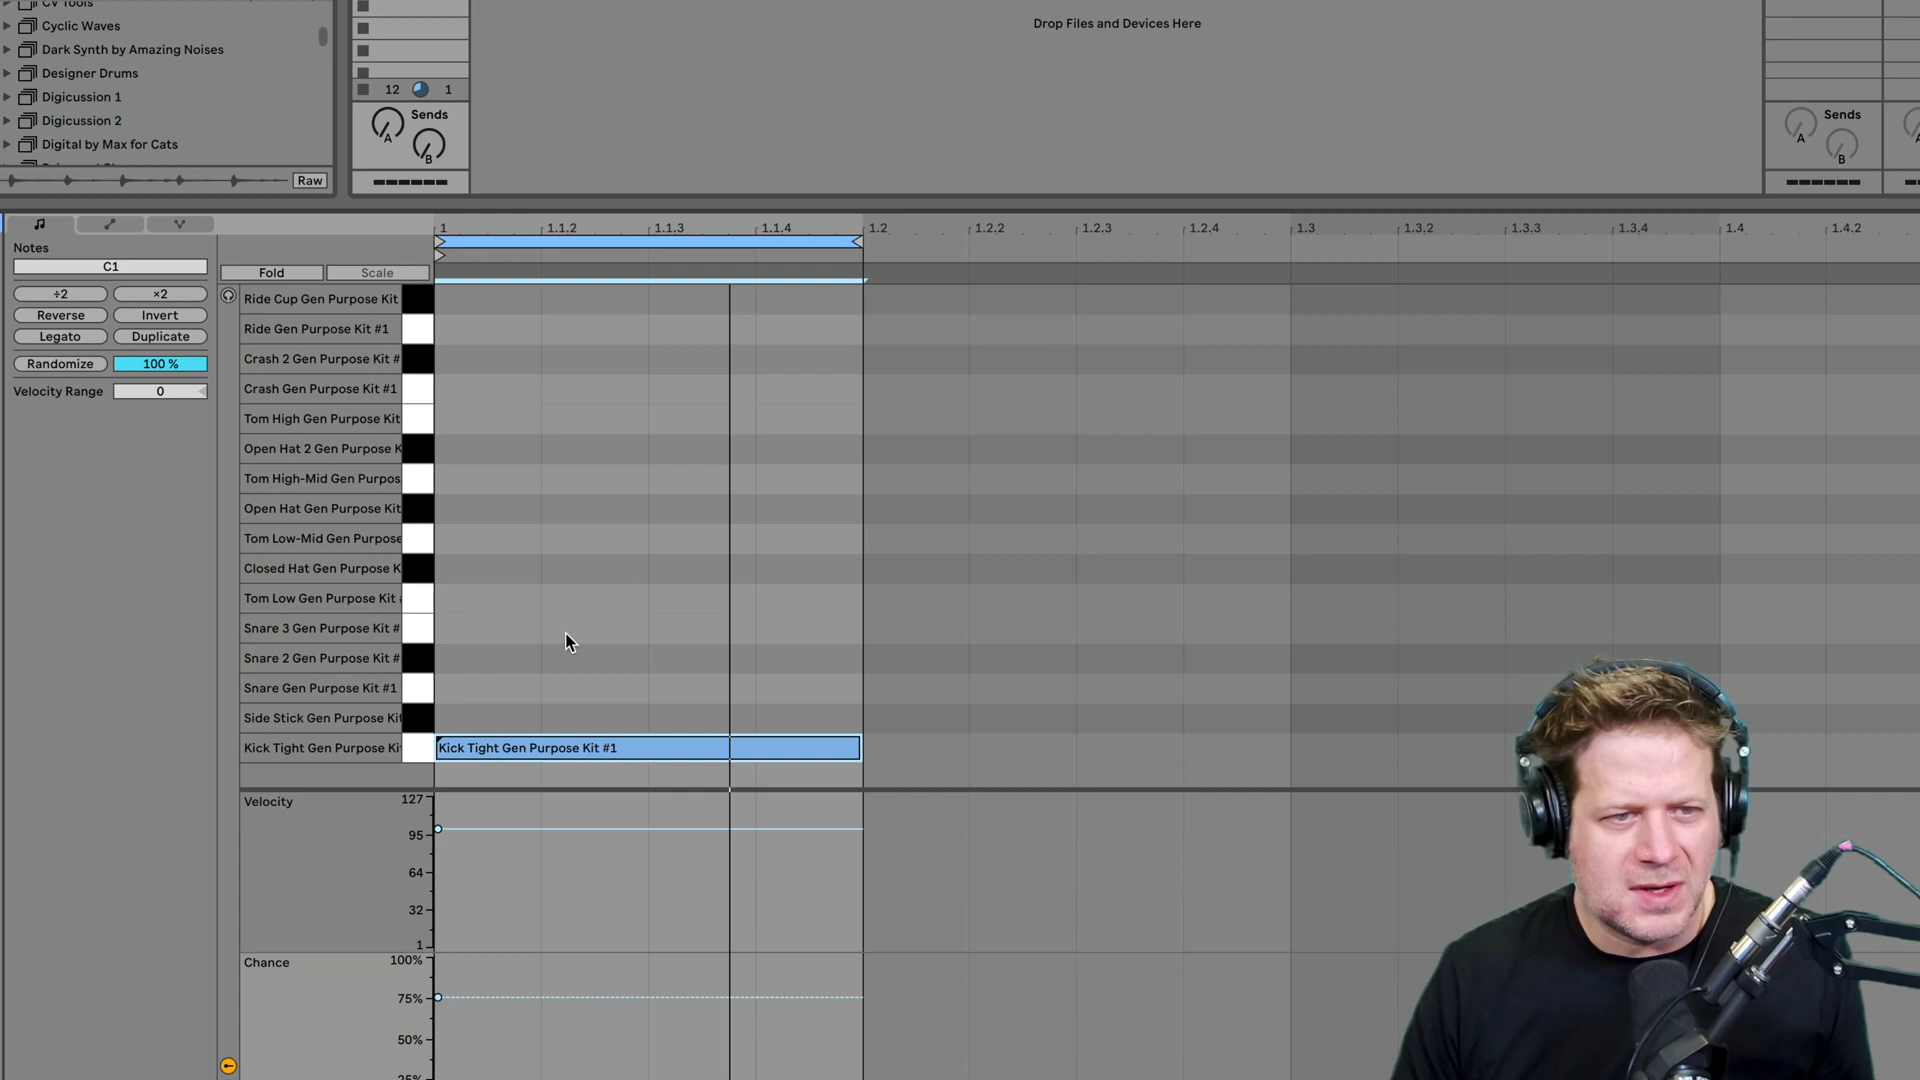 CV Tools
Cyclic Waves
Dark Synth by Amazing Noises
Designer Drums
Digicussion 1
Digicussion 2
Digital by Max for Cats
Raw
12 1
Sends
A
B
Drop Files and Devices Here
Sends
A
B
Notes
C1
÷2 ×2
Reverse Invert
Legato Duplicate
Randomize 100 %
Velocity Range 0
Fold Scale
1 1.1.2 1.1.3 1.1.4 1.2 1.2.2 1.2.3 1.2.4 1.3 1.3.2 1.3.3 1.3.4 1.4 1.4.2
Ride Cup Gen Purpose Kit
Ride Gen Purpose Kit #1
Crash 2 Gen Purpose Kit #
Crash Gen Purpose Kit #1
Tom High Gen Purpose Kit
Open Hat 2 Gen Purpose K
Tom High-Mid Gen Purpos
Open Hat Gen Purpose Kit
Tom Low-Mid Gen Purpose
Closed Hat Gen Purpose K
Tom Low Gen Purpose Kit
Snare 3 Gen Purpose Kit #
Snare 2 Gen Purpose Kit #
Snare Gen Purpose Kit #1
Side Stick Gen Purpose Kit
Kick Tight Gen Purpose Ki
Kick Tight Gen Purpose Kit #1
Velocity
127
95
64
32
1
Chance
100%
75%
50%
25%